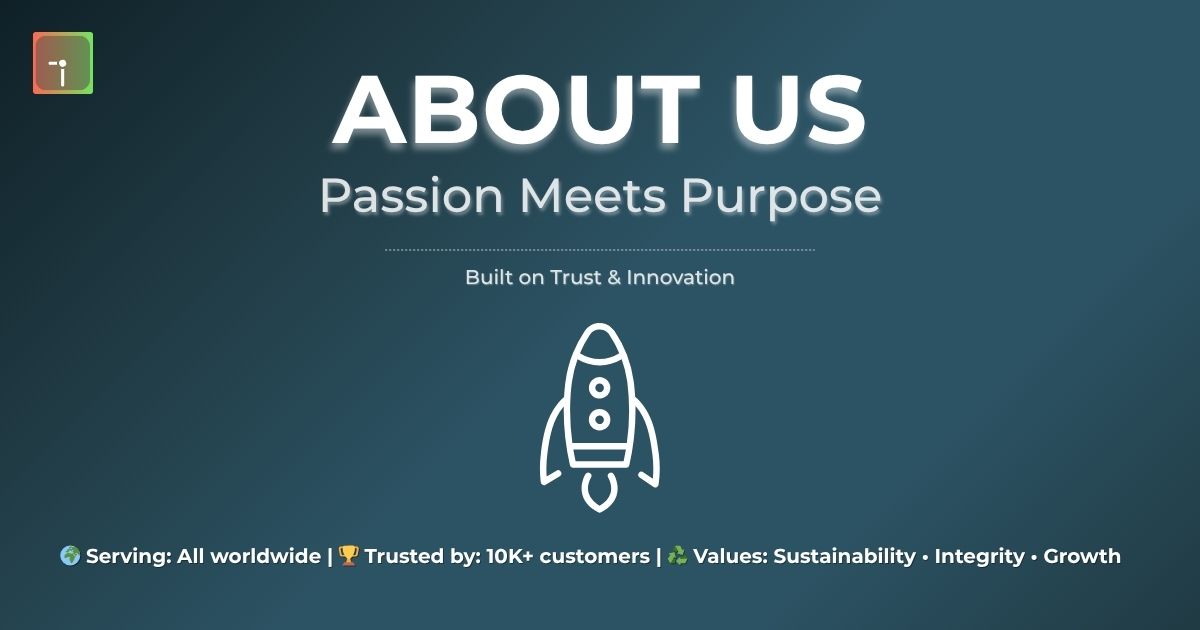 ABOUT US
Passion Meets Purpose
Built on Trust & Innovation
🌍 Serving: All worldwide | 🏆 Trusted by: 10K+ customers | ♻️ Values: Sustainability • Integrity • Growth